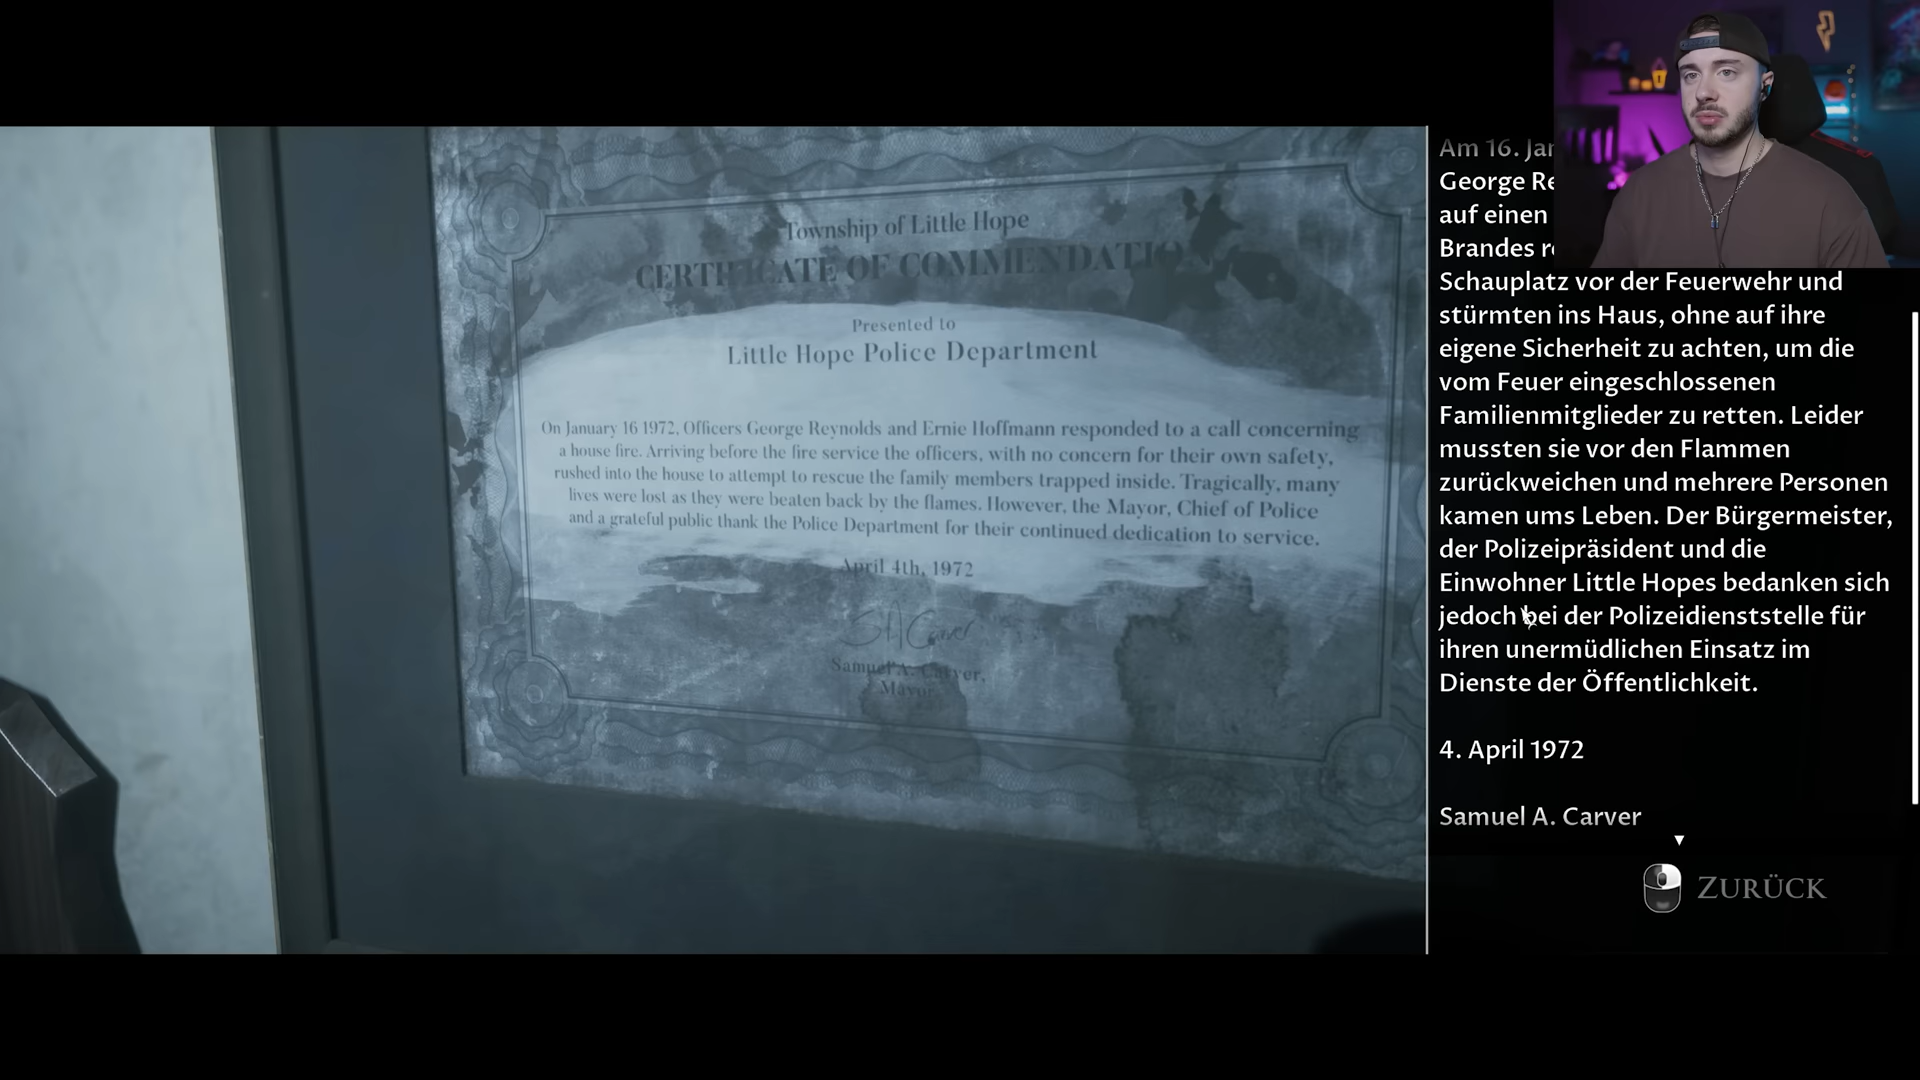 Township of Little Hope
CERTIFICATE OF COMMENDATION
Presented to
Little Hope Police Department
On January 16 1972, Officers George Reynolds and Ernie Hoffmann responded to a call concerning
a house fire. Arriving before the fire service the officers, with no concern for their own safety,
rushed into the house to attempt to rescue the family members trapped inside. Tragically, many
lives were lost as they were beaten back by the flames. However, the Mayor, Chief of Police
and a grateful public thank the Police Department for their continued dedication to service.
April 4th, 1972
SACarver
Samuel A. Carver,
Mayor
Am 16. Jan
George Re
auf einen
Brandes r
Schauplatz vor der Feuerwehr und
stürmten ins Haus, ohne auf ihre
eigene Sicherheit zu achten, um die
vom Feuer eingeschlossenen
Familienmitglieder zu retten. Leider
mussten sie vor den Flammen
zurückweichen und mehrere Personen
kamen ums Leben. Der Bürgermeister,
der Polizeipräsident und die
Einwohner Little Hopes bedanken sich
jedoch bei der Polizeidienststelle für
ihren unermüdlichen Einsatz im
Dienste der Öffentlichkeit.
4. April 1972
Samuel A. Carver
ZURÜCK